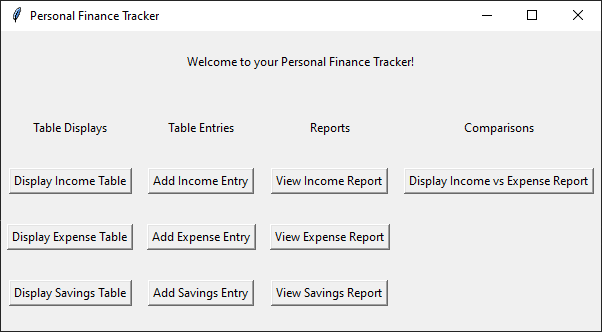 Personal Finance Tracker
Welcome to your Personal Finance Tracker!
Table Displays Table Entries Reports Comparisons
Display Income Table Add Income Entry View Income Report Display Income vs Expense Report
Display Expense Table Add Expense Entry View Expense Report
Display Savings Table Add Savings Entry View Savings Report